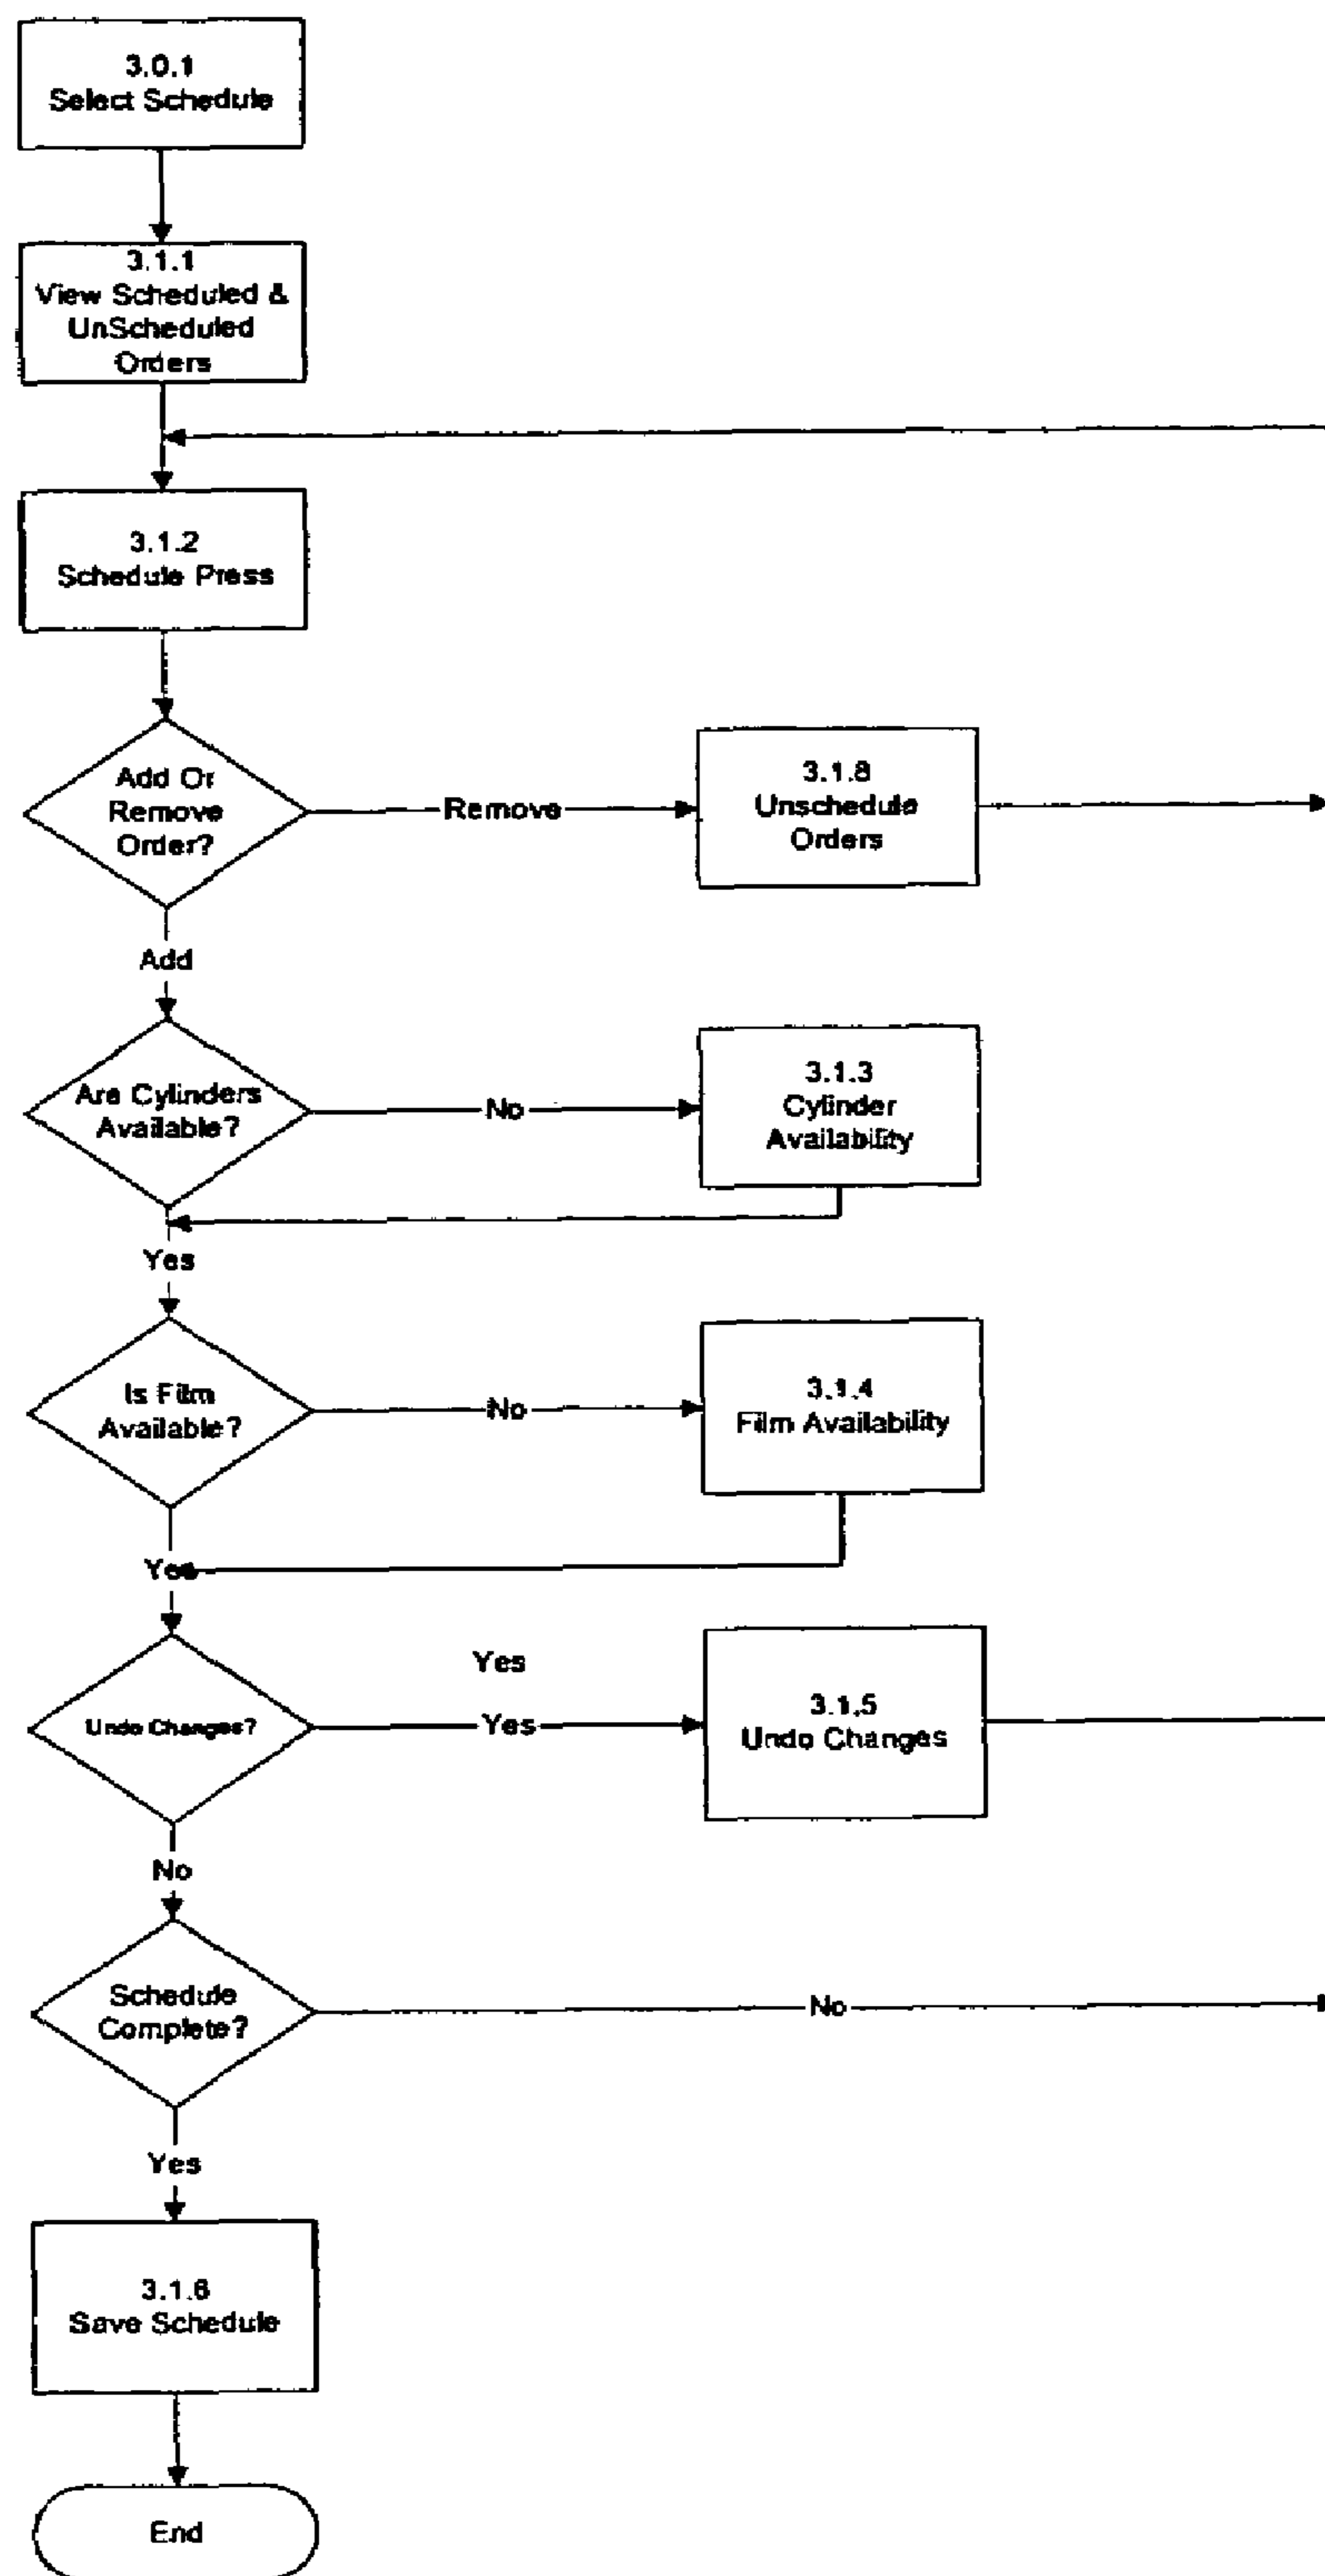 3.0.1
Select Schedule
3.1.1
View Scheduled &
UnScheduled
Orders
3.1.2
Schedule Press
Add Or
Remove
Order?
Remove
3.1.8
Unschedule
Orders
Add
Are Cylinders
Available?
No
3.1.3
Cylinder
Availability
Yes
Is Film
Available?
No
3.1.4
Film Availability
Yes
Undo Changes?
Yes
Yes
3.1.5
Undo Changes
No
Schedule
Complete?
No
Yes
3.1.6
Save Schedule
End